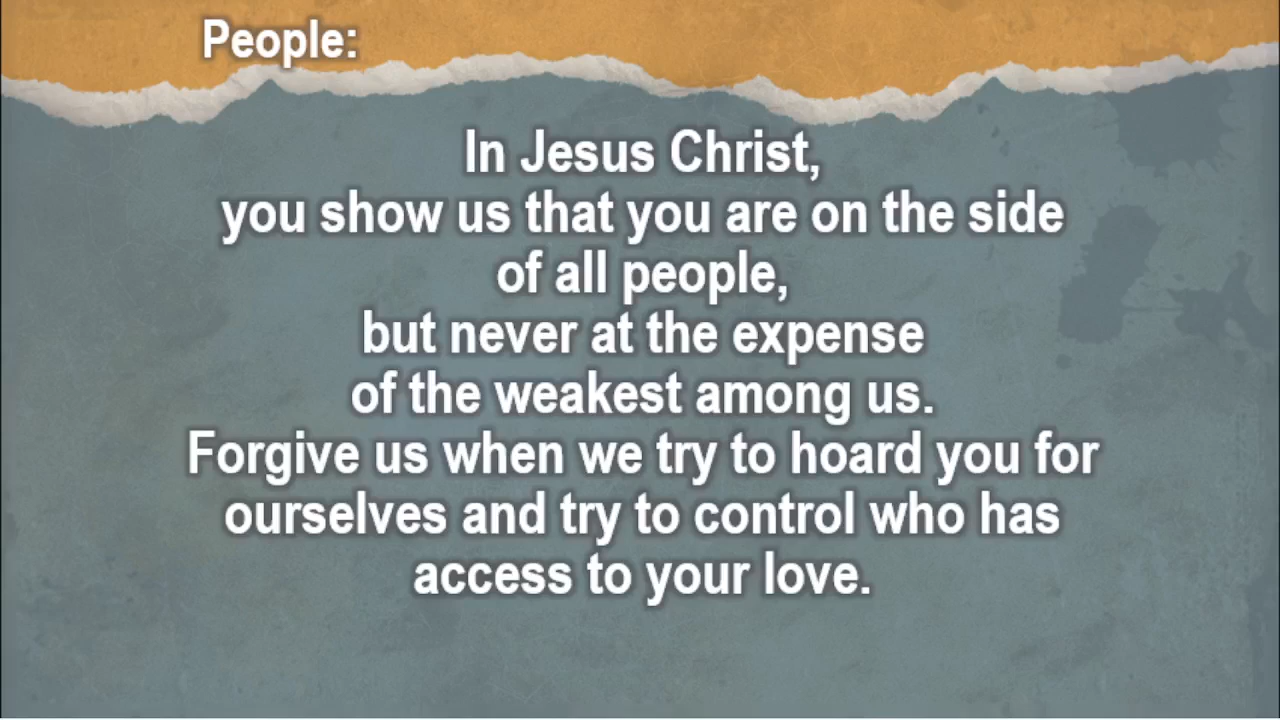 People:
In Jesus Christ,
you show us that you are on the side
of all people,
but never at the expense
of the weakest among us.
Forgive us when we try to hoard you for
ourselves and try to control who has
access to your love.